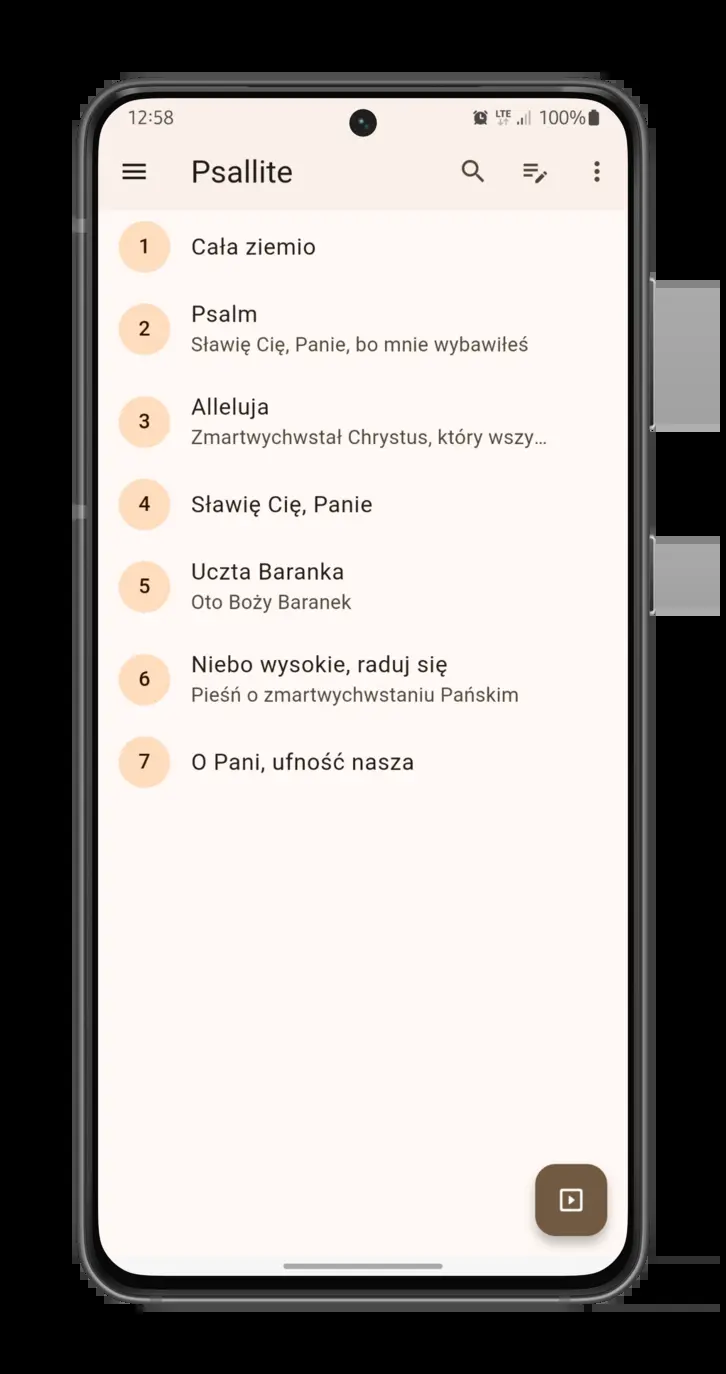 12:58 LTE 100%
Psallite
1 Cała ziemio
2 Psalm
Sławię Cię, Panie, bo mnie wybawiłeś
3 Alleluja
Zmartwychwstał Chrystus, który wszy…
4 Sławię Cię, Panie
5 Uczta Baranka
Oto Boży Baranek
6 Niebo wysokie, raduj się
Pieśń o zmartwychwstaniu Pańskim
7 O Pani, ufność nasza